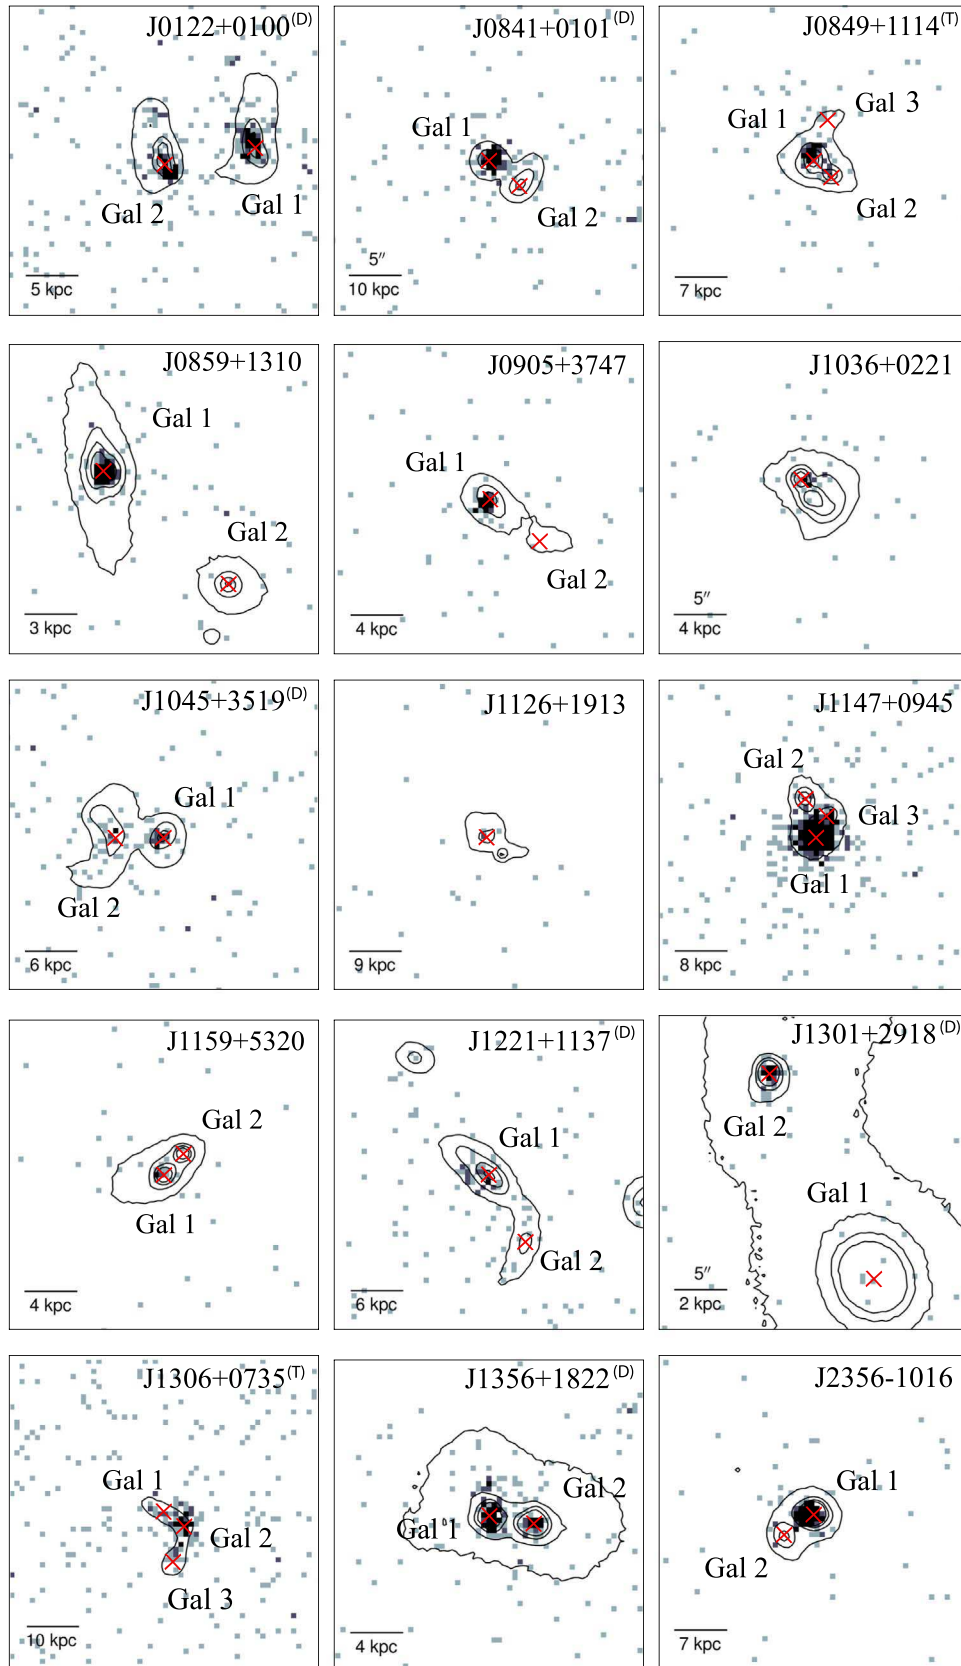 J0122+0100(D)
Gal 2
Gal 1
5 kpc
J0841+0101(D)
Gal 1
Gal 2
5″
10 kpc
J0849+1114(T)
Gal 3
Gal 1
Gal 2
7 kpc
J0859+1310
Gal 1
Gal 2
3 kpc
J0905+3747
Gal 1
Gal 2
4 kpc
J1036+0221
5″
4 kpc
J1045+3519(D)
Gal 1
Gal 2
6 kpc
J1126+1913
9 kpc
J1147+0945
Gal 2
Gal 3
Gal 1
8 kpc
J1159+5320
Gal 2
Gal 1
4 kpc
J1221+1137(D)
Gal 1
Gal 2
6 kpc
J1301+2918(D)
Gal 2
Gal 1
5″
2 kpc
J1306+0735(T)
Gal 1
Gal 2
Gal 3
10 kpc
J1356+1822(D)
Gal 2
Gal 1
4 kpc
J2356-1016
Gal 1
Gal 2
7 kpc